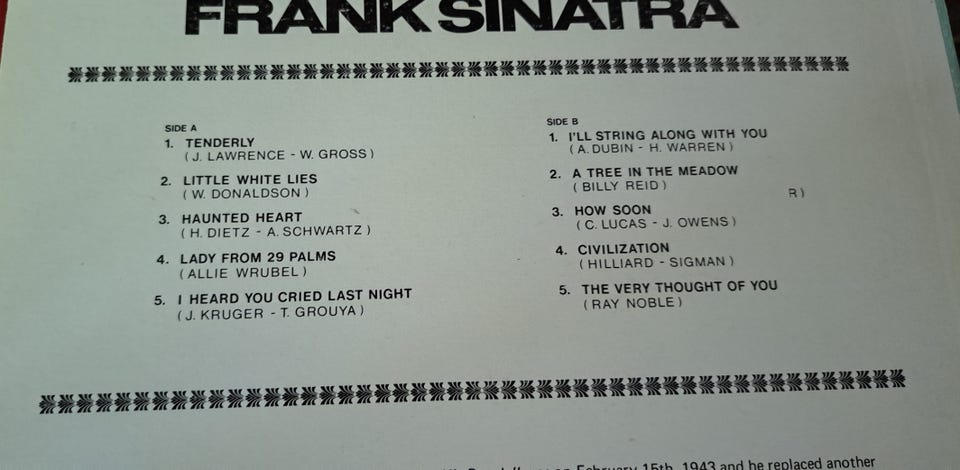 FRANK SINATRA
SIDE A
1. TENDERLY
(J. LAWRENCE - W. GROSS)
2. LITTLE WHITE LIES
(W. DONALDSON)
3. HAUNTED HEART
(H. DIETZ - A. SCHWARTZ)
4. LADY FROM 29 PALMS
(ALLIE WRUBEL)
5. I HEARD YOU CRIED LAST NIGHT
(J. KRUGER - T. GROUYA)
SIDE B
1. I'LL STRING ALONG WITH YOU
(A. DUBIN - H. WARREN)
2. A TREE IN THE MEADOW
(BILLY REID)
R)
3. HOW SOON
(C. LUCAS - J. OWENS)
4. CIVILIZATION
(HILLIARD - SIGMAN)
5. THE VERY THOUGHT OF YOU
(RAY NOBLE)
on February 15th, 1943 and he replaced another